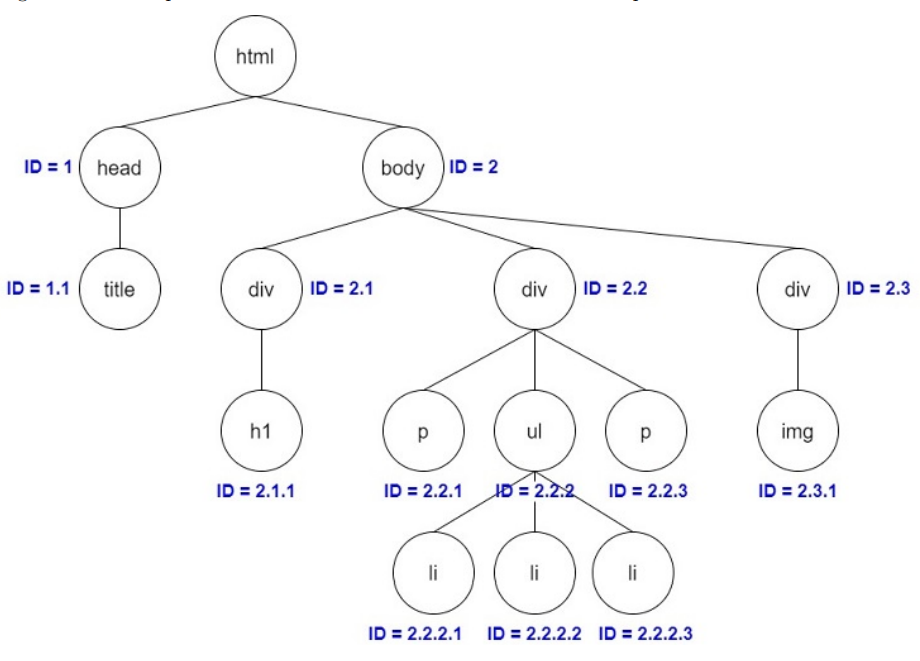 html
ID = 1 head body ID = 2
ID = 1.1 title div ID = 2.1 div ID = 2.2 div ID = 2.3
h1 p ul p img
ID = 2.1.1 ID = 2.2.1 ID = 2.2.2 ID = 2.2.3 ID = 2.3.1
li li li
ID = 2.2.2.1 ID = 2.2.2.2 ID = 2.2.2.3